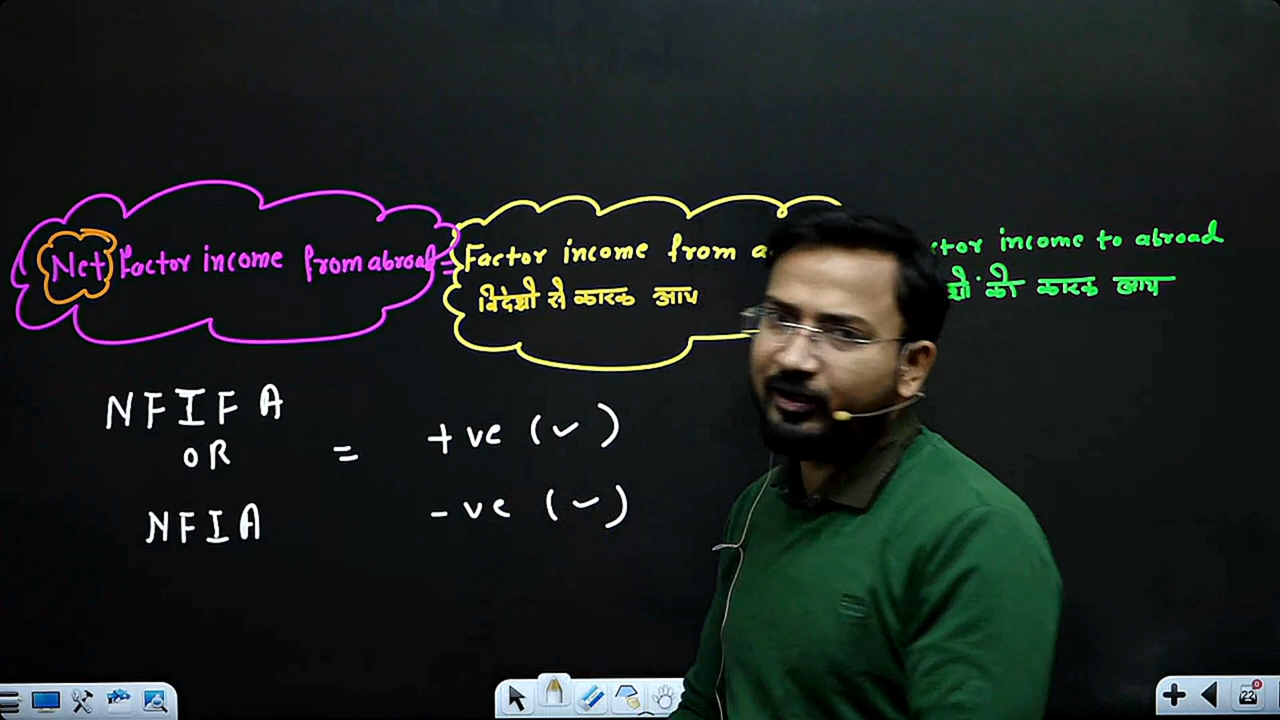 Net Factor income from abroad = Factor income from a
विदेशों से कारक आय
ctor income to abroad
शों को कारक आय
NFIFA
OR
NFIA
=
+ve (✓)
-ve (✓)
22